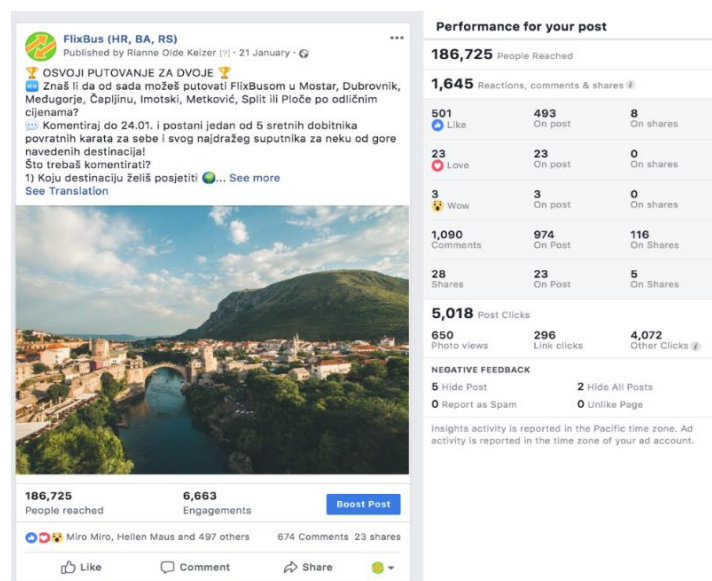 FlixBus (HR, BA, RS)
Published by Rianne Olde Keizer [?] · 21 January ·
🏆 OSVOJI PUTOVANJE ZA DVOJE 🏆
Znaš li da od sada možeš putovati FlixBusom u Mostar, Dubrovnik,
Međugorje, Čapljinu, Imotski, Metković, Split ili Ploče po odličnim
cijenama?
💬 Komentiraj do 24.01. i postani jedan od 5 sretnih dobitnika
povratnih karata za sebe i svog najdražeg suputnika za neku od gore
navedenih destinacija!
Što trebaš komentirati?
1) Koju destinaciju želiš posjetiti 🌍... See more
See Translation
186,725
People reached
6,663
Engagements
Boost Post
Miro Miro, Hellen Maus and 497 others 674 Comments 23 shares
Like Comment Share
Performance for your post
186,725 People Reached
1,645 Reactions, comments & shares
501 493 8
Like On post On shares
23 23 0
Love On post On shares
3 3 0
Wow On post On shares
1,090 974 116
Comments On Post On Shares
28 23 5
Shares On Post On Shares
5,018 Post Clicks
650 296 4,072
Photo views Link clicks Other Clicks
NEGATIVE FEEDBACK
5 Hide Post 2 Hide All Posts
0 Report as Spam 0 Unlike Page
Insights activity is reported in the Pacific time zone. Ad
activity is reported in the time zone of your ad account.